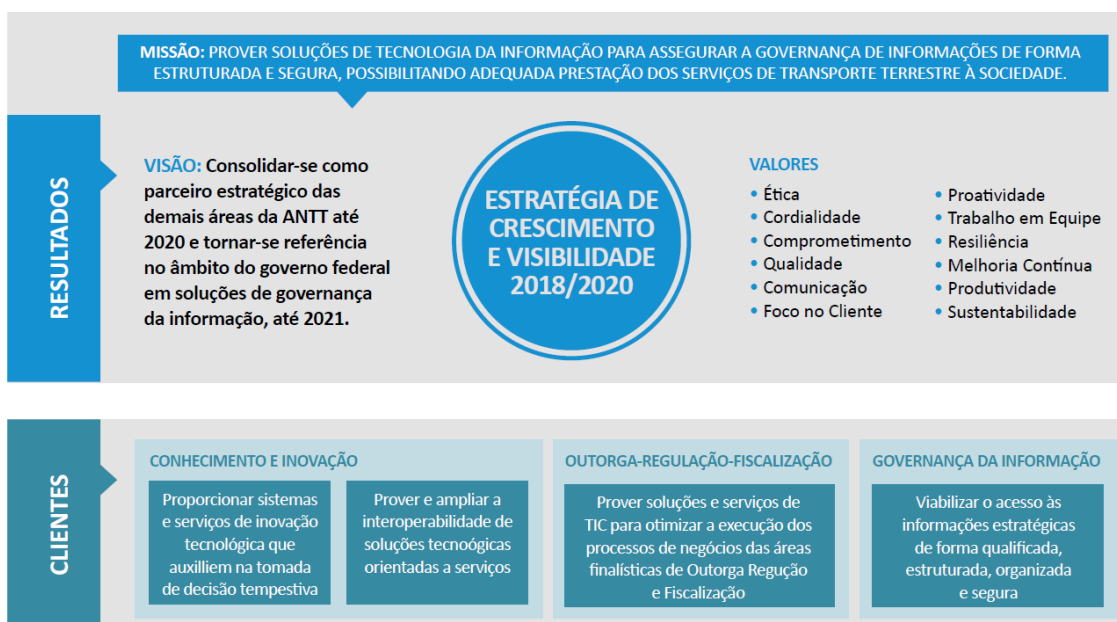 MISSÃO: PROVER SOLUÇÕES DE TECNOLOGIA DA INFORMAÇÃO PARA ASSEGURAR A GOVERNANÇA DE INFORMAÇÕES DE FORMA
ESTRUTURADA E SEGURA, POSSIBILITANDO ADEQUADA PRESTAÇÃO DOS SERVIÇOS DE TRANSPORTE TERRESTRE À SOCIEDADE.
RESULTADOS
VISÃO: Consolidar-se como
parceiro estratégico das
demais áreas da ANTT até
2020 e tornar-se referência
no âmbito do governo federal
em soluções de governança
da informação, até 2021.
ESTRATÉGIA DE
CRESCIMENTO
E VISIBILIDADE
2018/2020
VALORES
• Ética
• Cordialidade
• Comprometimento
• Qualidade
• Comunicação
• Foco no Cliente
• Proatividade
• Trabalho em Equipe
• Resiliência
• Melhoria Contínua
• Produtividade
• Sustentabilidade
CLIENTES
CONHECIMENTO E INOVAÇÃO
Proporcionar sistemas
e serviços de inovação
tecnológica que
auxilliem na tomada
de decisão tempestiva
Prover e ampliar a
interoperabilidade de
soluções tecnoógicas
orientadas a serviços
OUTORGA-REGULAÇÃO-FISCALIZAÇÃO
Prover soluções e serviços de
TIC para otimizar a execução dos
processos de negócios das áreas
finalísticas de Outorga Regução
e Fiscalização
GOVERNANÇA DA INFORMAÇÃO
Viabilizar o acesso às
informações estratégicas
de forma qualificada,
estruturada, organizada
e segura